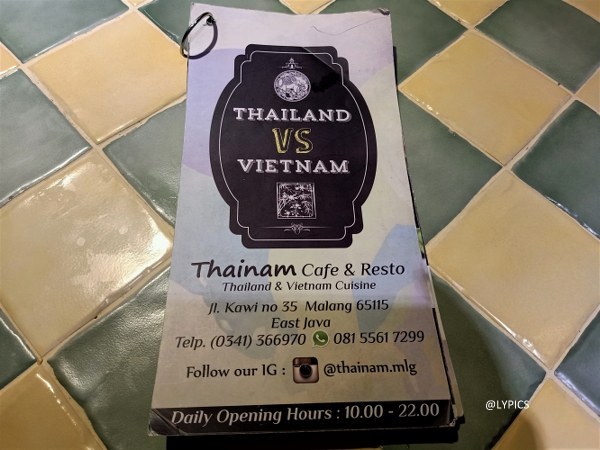 THAILAND
VS
VIETNAM
Thainam Cafe & Resto
Thailand & Vietnam Cuisine
Jl. Kawi no 35 Malang 65115
East Java
Telp. (0341) 366970 081 5561 7299
Follow our IG : @thainam.mlg
Daily Opening Hours : 10.00 - 22.00
@LYPICS